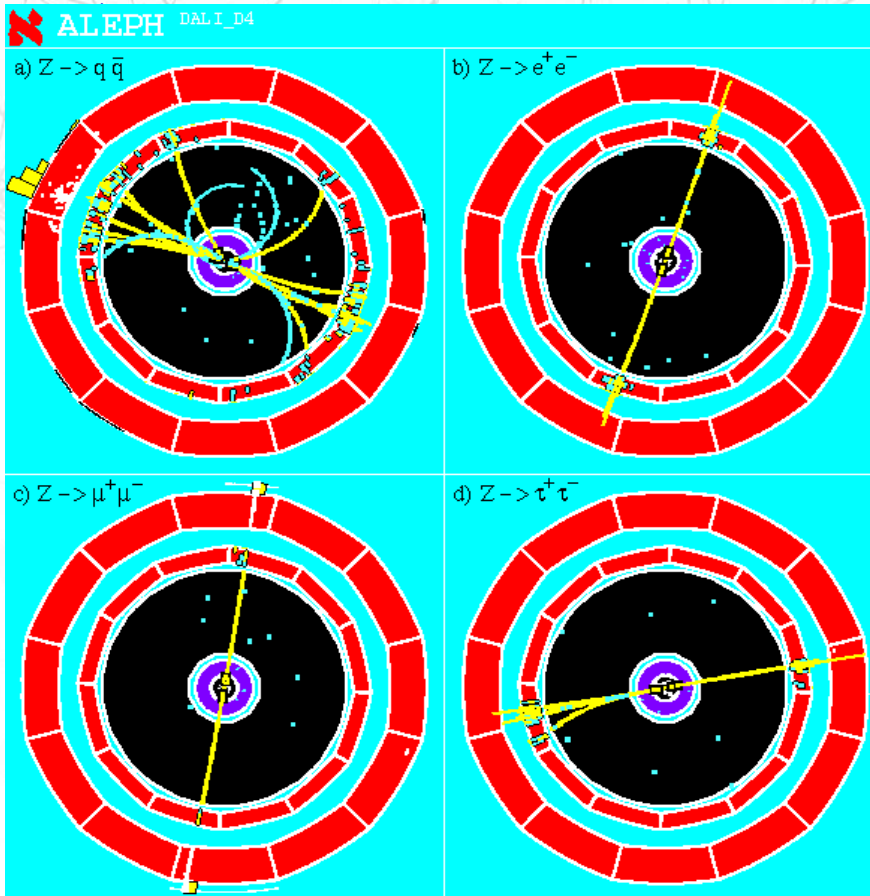 ALEPH DALI_D4
a) Z -> q q̄
b) Z -> e⁺ e⁻
c) Z -> μ⁺ μ⁻
d) Z -> τ⁺ τ⁻